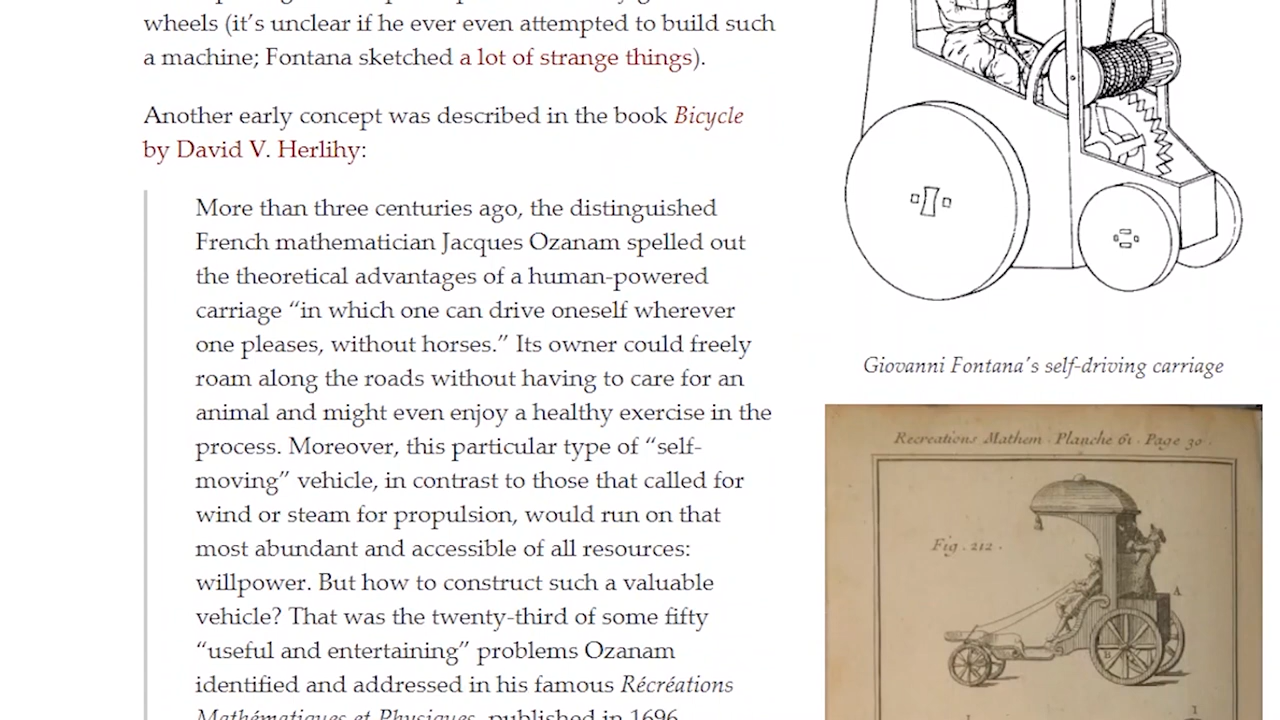 wheels (it's unclear if he ever even attempted to build such
a machine; Fontana sketched a lot of strange things).
Another early concept was described in the book Bicycle
by David V. Herlihy:
More than three centuries ago, the distinguished
French mathematician Jacques Ozanam spelled out
the theoretical advantages of a human-powered
carriage “in which one can drive oneself wherever
one pleases, without horses.” Its owner could freely
roam along the roads without having to care for an
animal and might even enjoy a healthy exercise in the
process. Moreover, this particular type of “self-
moving” vehicle, in contrast to those that called for
wind or steam for propulsion, would run on that
most abundant and accessible of all resources:
willpower. But how to construct such a valuable
vehicle? That was the twenty-third of some fifty
“useful and entertaining” problems Ozanam
identified and addressed in his famous Récréations
Mathématiques et Physiques, published in 1696.
Giovanni Fontana's self-driving carriage
Recreations Mathem . Planche 61 . Page 30 .
Fig . 212 .
A